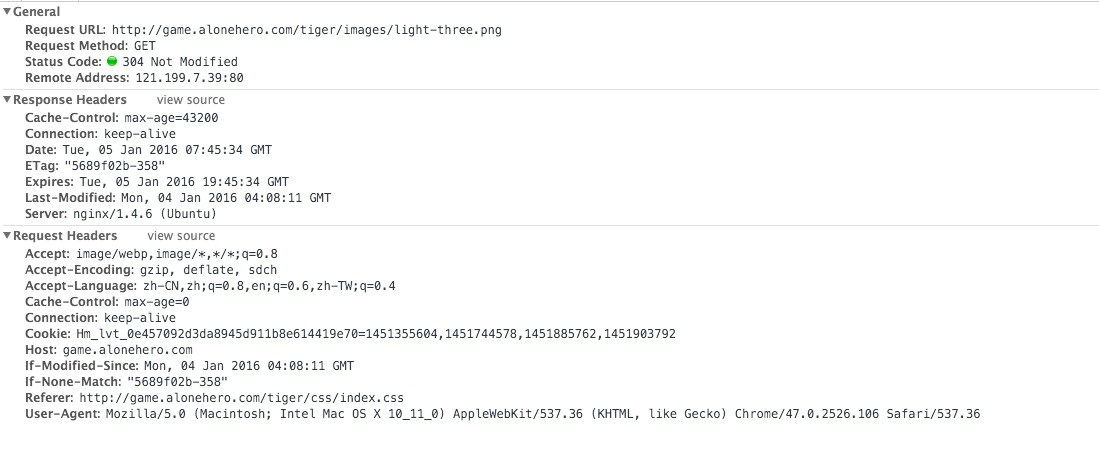 General
Request URL: http://game.alonehero.com/tiger/images/light-three.png
Request Method: GET
Status Code: 304 Not Modified
Remote Address: 121.199.7.39:80
Response Headers view source
Cache-Control: max-age=43200
Connection: keep-alive
Date: Tue, 05 Jan 2016 07:45:34 GMT
ETag: "5689f02b-358"
Expires: Tue, 05 Jan 2016 19:45:34 GMT
Last-Modified: Mon, 04 Jan 2016 04:08:11 GMT
Server: nginx/1.4.6 (Ubuntu)
Request Headers view source
Accept: image/webp,image/*,*/*;q=0.8
Accept-Encoding: gzip, deflate, sdch
Accept-Language: zh-CN,zh;q=0.8,en;q=0.6,zh-TW;q=0.4
Cache-Control: max-age=0
Connection: keep-alive
Cookie: Hm_lvt_0e457092d3da8945d911b8e614419e70=1451355604,1451744578,1451885762,1451903792
Host: game.alonehero.com
If-Modified-Since: Mon, 04 Jan 2016 04:08:11 GMT
If-None-Match: "5689f02b-358"
Referer: http://game.alonehero.com/tiger/css/index.css
User-Agent: Mozilla/5.0 (Macintosh; Intel Mac OS X 10_11_0) AppleWebKit/537.36 (KHTML, like Gecko) Chrome/47.0.2526.106 Safari/537.36